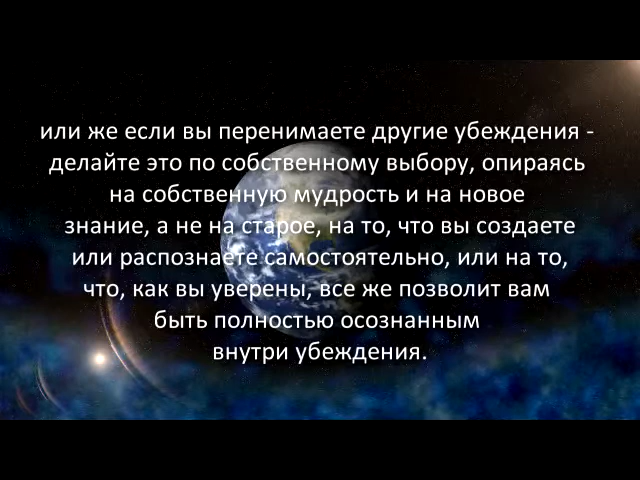 или же если вы перенимаете другие убеждения -
делайте это по собственному выбору, опираясь
на собственную мудрость и на новое
знание, а не на старое, на то, что вы создаете
или распознаете самостоятельно, или на то,
что, как вы уверены, все же позволит вам
быть полностью осознанным
внутри убеждения.